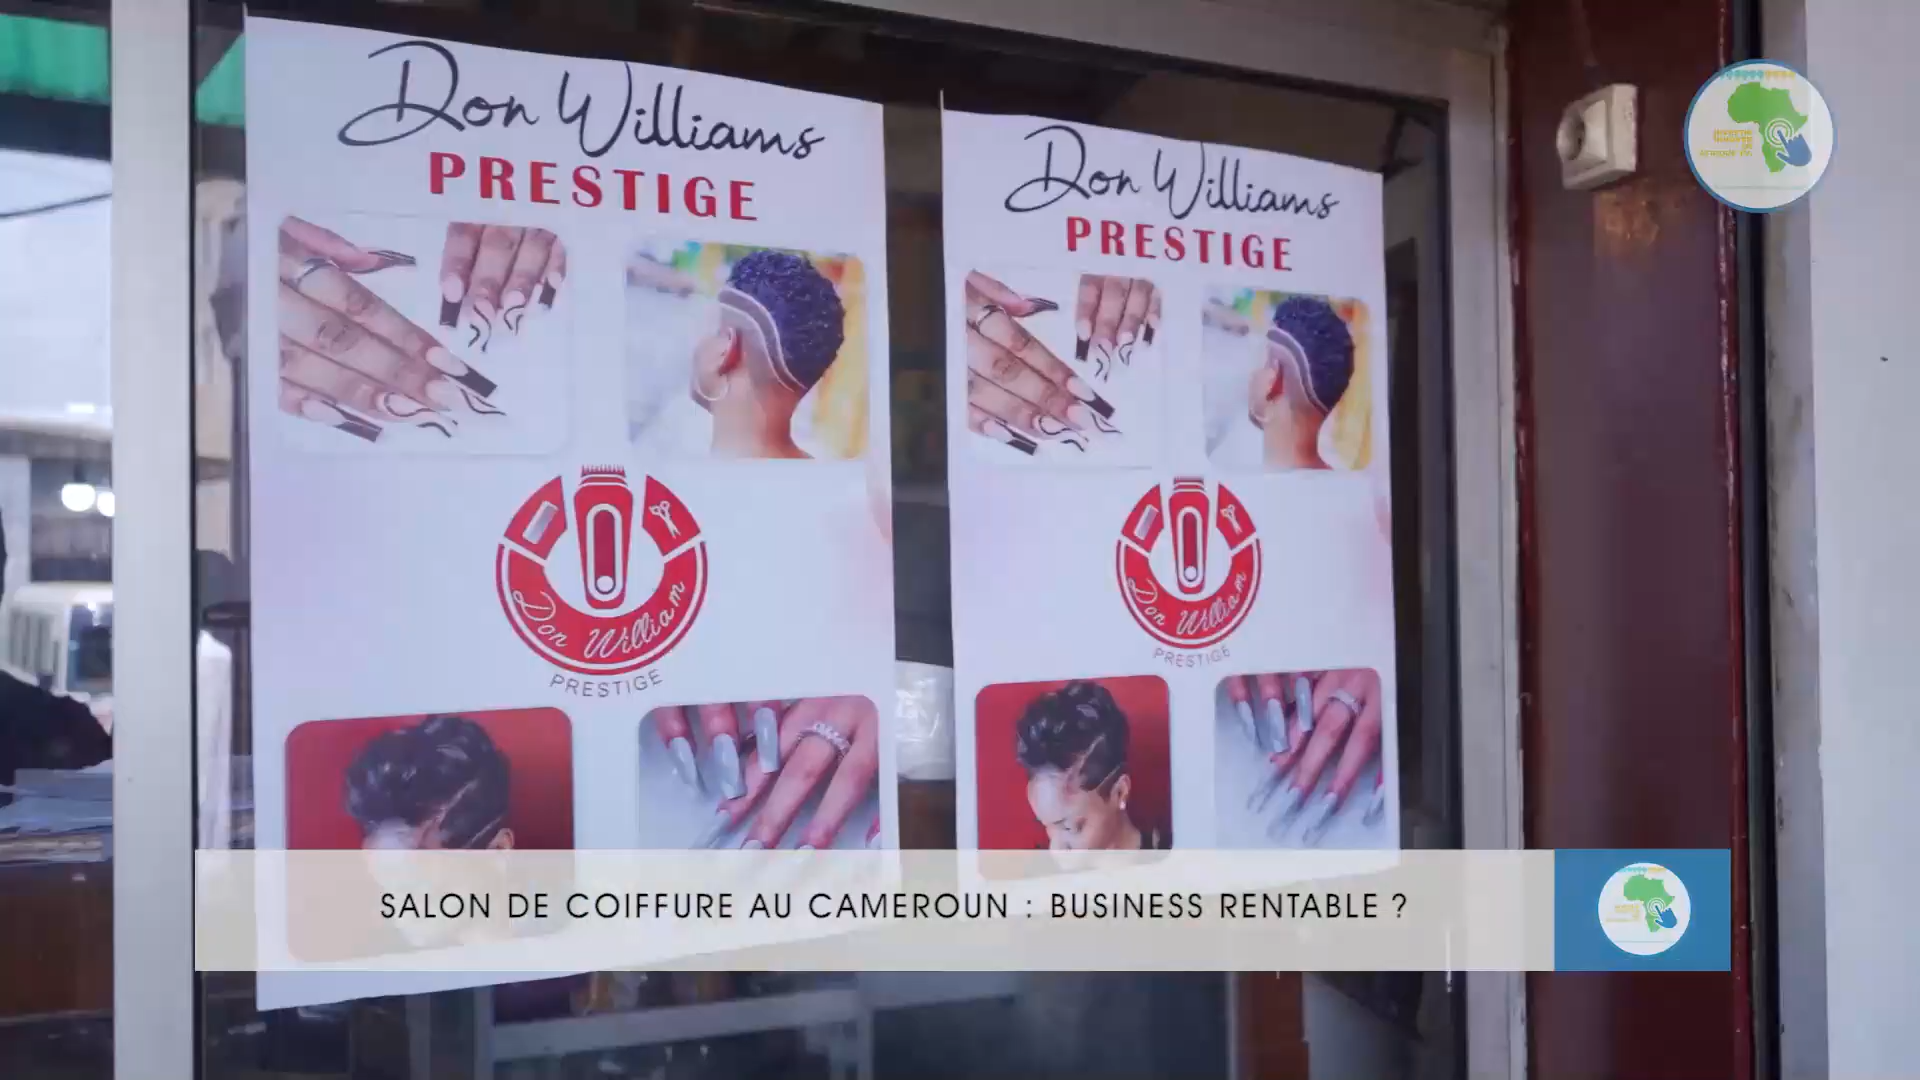 Don Williams
PRESTIGE
Don William
PRESTIGE
Don Williams
PRESTIGE
Don William
PRESTIGE
SALON DE COIFFURE AU CAMEROUN : BUSINESS RENTABLE ?